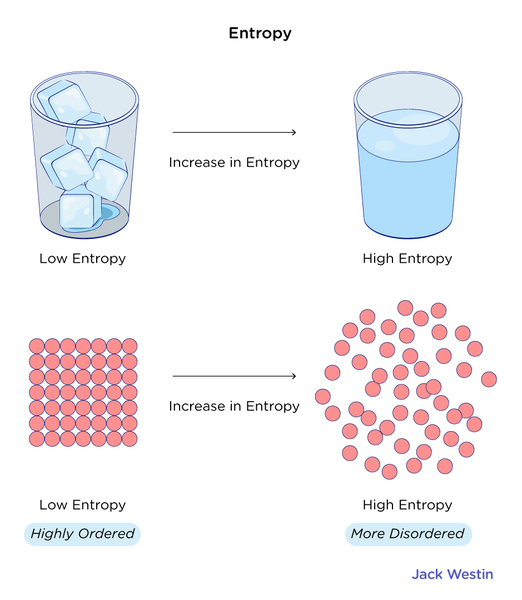 Entropy
Increase in Entropy
Low Entropy
High Entropy
Increase in Entropy
Low Entropy
High Entropy
Highly Ordered
More Disordered
Jack Westin